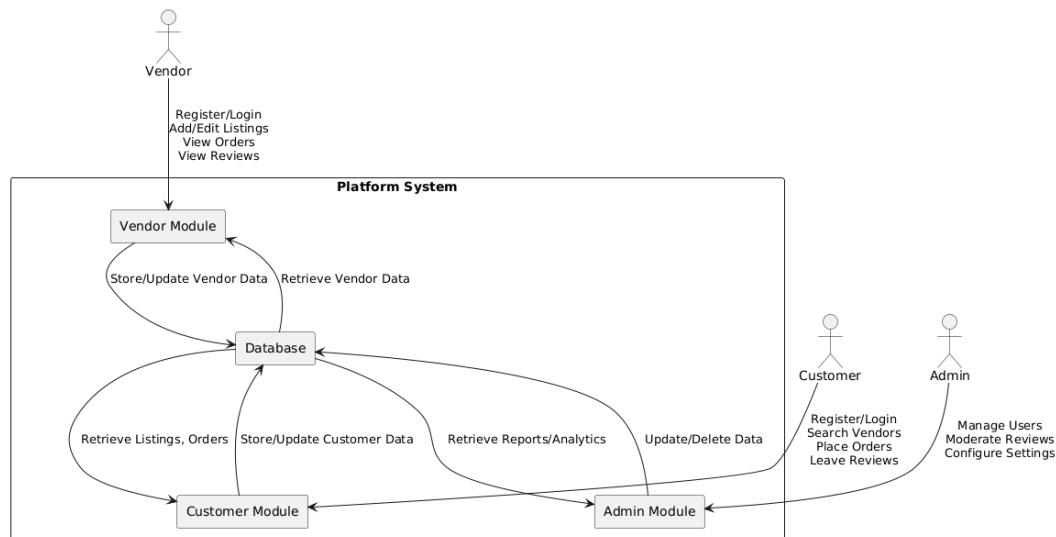 Vendor
Register/Login
Add/Edit Listings
View Orders
View Reviews
Platform System
Vendor Module
Store/Update Vendor Data
Retrieve Vendor Data
Database
Customer
Admin
Retrieve Listings, Orders
Store/Update Customer Data
Retrieve Reports/Analytics
Update/Delete Data
Register/Login
Search Vendors
Place Orders
Leave Reviews
Manage Users
Moderate Reviews
Configure Settings
Customer Module
Admin Module